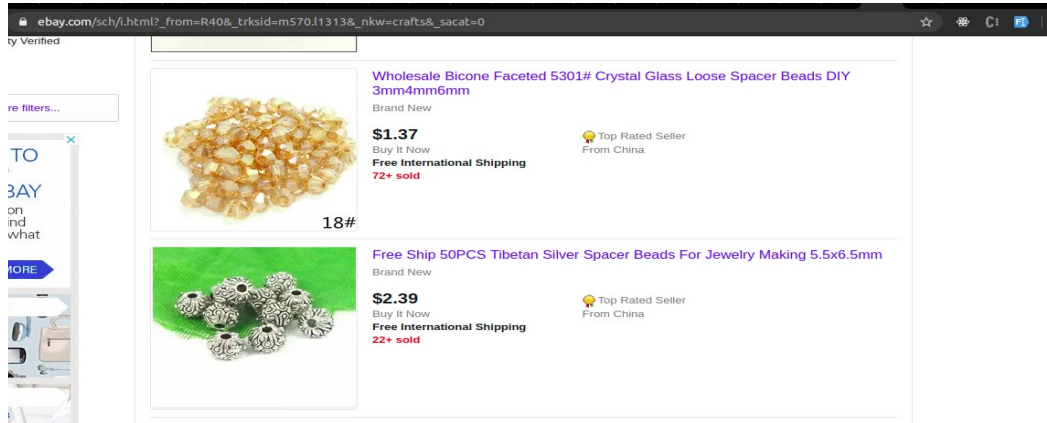 ebay.com/sch/i.html?_from=R40&_trksid=m570.l1313&_nkw=crafts&_sacat=0
ty Verified
re filters...
TO
BAY
on
ind
what
MORE
Wholesale Bicone Faceted 5301# Crystal Glass Loose Spacer Beads DIY
3mm4mm6mm
Brand New
$1.37
Top Rated Seller
Buy It Now
From China
Free International Shipping
72+ sold
18#
Free Ship 50PCS Tibetan Silver Spacer Beads For Jewelry Making 5.5x6.5mm
Brand New
$2.39
Top Rated Seller
Buy It Now
From China
Free International Shipping
22+ sold